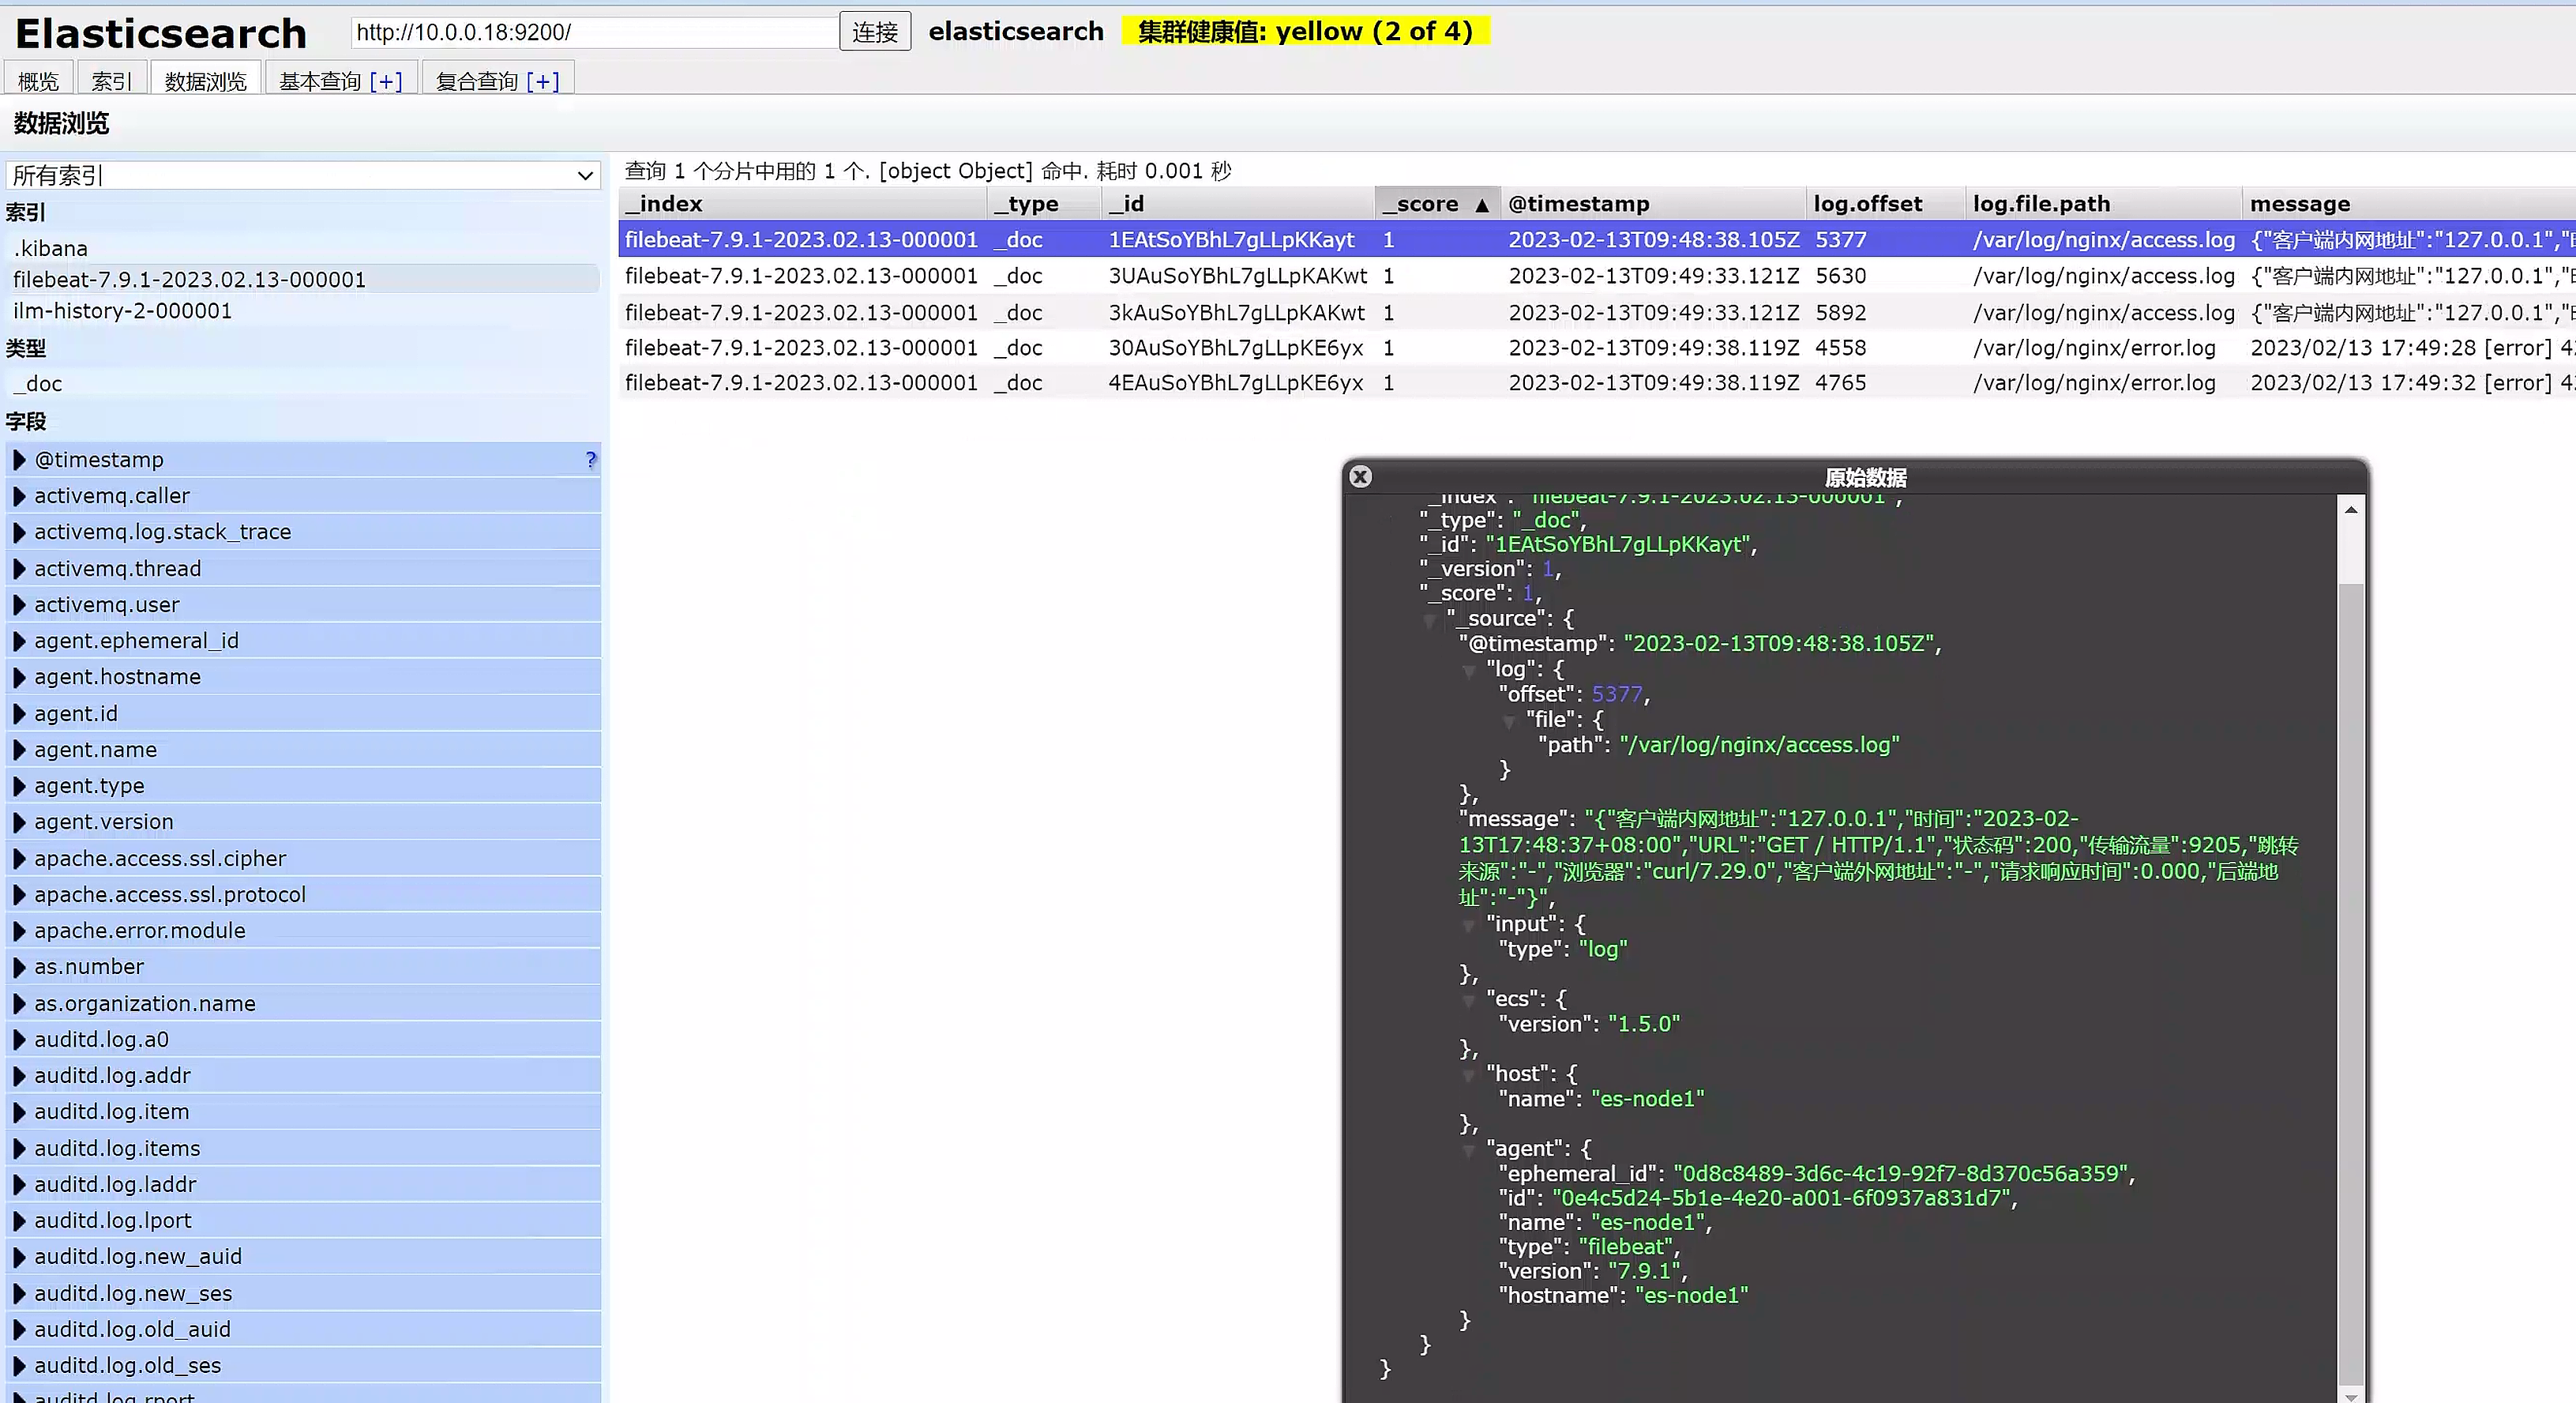 Elasticsearch
http://10.0.0.18:9200/
连接
elasticsearch
集群健康值: yellow (2 of 4)
概览
索引
数据浏览
基本查询 [+]
复合查询 [+]
数据浏览
所有索引
索引
.kibana
filebeat-7.9.1-2023.02.13-000001
ilm-history-2-000001
类型
_doc
字段
@timestamp ?
activemq.caller
activemq.log.stack_trace
activemq.thread
activemq.user
agent.ephemeral_id
agent.hostname
agent.id
agent.name
agent.type
agent.version
apache.access.ssl.cipher
apache.access.ssl.protocol
apache.error.module
as.number
as.organization.name
auditd.log.a0
auditd.log.addr
auditd.log.item
auditd.log.items
auditd.log.laddr
auditd.log.lport
auditd.log.new_auid
auditd.log.new_ses
auditd.log.old_auid
auditd.log.old_ses
auditd.log.rport
查询 1 个分片中用的 1 个. [object Object] 命中. 耗时 0.001 秒
_index _type _id _score ▲ @timestamp log.offset log.file.path message
filebeat-7.9.1-2023.02.13-000001 _doc 1EAtSoYBhL7gLLpKKayt 1 2023-02-13T09:48:38.105Z 5377 /var/log/nginx/access.log {"客户端内网地址":"127.0.0.1","
filebeat-7.9.1-2023.02.13-000001 _doc 3UAuSoYBhL7gLLpKAKwt 1 2023-02-13T09:49:33.121Z 5630 /var/log/nginx/access.log {"客户端内网地址":"127.0.0.1","
filebeat-7.9.1-2023.02.13-000001 _doc 3kAuSoYBhL7gLLpKAKwt 1 2023-02-13T09:49:33.121Z 5892 /var/log/nginx/access.log {"客户端内网地址":"127.0.0.1","
filebeat-7.9.1-2023.02.13-000001 _doc 30AuSoYBhL7gLLpKE6yx 1 2023-02-13T09:49:38.119Z 4558 /var/log/nginx/error.log 2023/02/13 17:49:28 [error] 4
filebeat-7.9.1-2023.02.13-000001 _doc 4EAuSoYBhL7gLLpKE6yx 1 2023-02-13T09:49:38.119Z 4765 /var/log/nginx/error.log 2023/02/13 17:49:32 [error] 4
原始数据
"_index": "filebeat-7.9.1-2023.02.13-000001",
"_type": "_doc",
"_id": "1EAtSoYBhL7gLLpKKayt",
"_version": 1,
"_score": 1,
"_source": {
"@timestamp": "2023-02-13T09:48:38.105Z",
"log": {
"offset": 5377,
"file": {
"path": "/var/log/nginx/access.log"
}
},
"message": "{"客户端内网地址":"127.0.0.1","时间":"2023-02-
13T17:48:37+08:00","URL":"GET / HTTP/1.1","状态码":200,"传输流量":9205,"跳转
来源":"-","浏览器":"curl/7.29.0","客户端外网地址":"-","请求响应时间":0.000,"后端地
址":"-"}",
"input": {
"type": "log"
},
"ecs": {
"version": "1.5.0"
},
"host": {
"name": "es-node1"
},
"agent": {
"ephemeral_id": "0d8c8489-3d6c-4c19-92f7-8d370c56a359",
"id": "0e4c5d24-5b1e-4e20-a001-6f0937a831d7",
"name": "es-node1",
"type": "filebeat",
"version": "7.9.1",
"hostname": "es-node1"
}
}
}